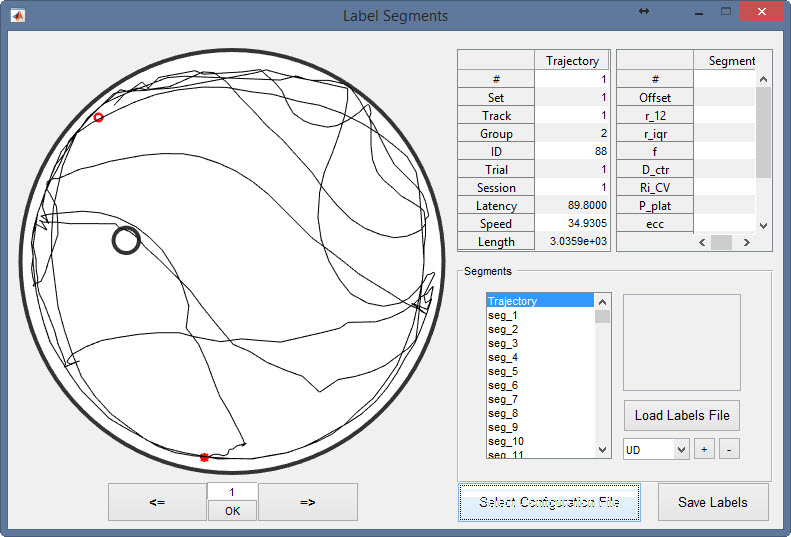 Label Segments
Trajectory
# 1
Set 1
Track 1
Group 2
ID 88
Trial 1
Session 1
Latency 89.8000
Speed 34.9305
Length 3.0359e+03
Segment
#
Offset
r_12
r_iqr
f
D_ctr
Ri_CV
P_plat
ecc
Segments
Trajectory
seg_1
seg_2
seg_3
seg_4
seg_5
seg_6
seg_7
seg_8
seg_9
seg_10
seg_11
Load Labels File
UD + -
<= 1 OK =>
Select Configuration File
Save Labels